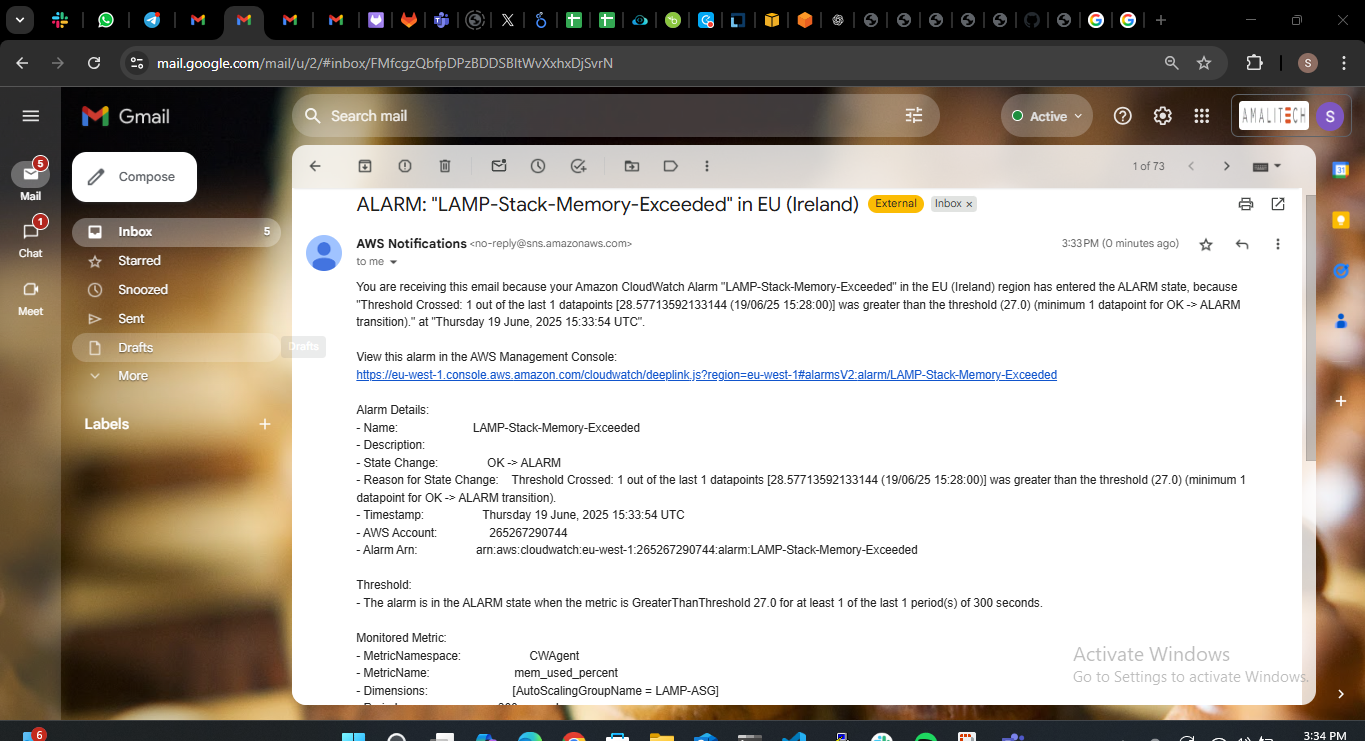 mail.google.com/mail/u/2/#inbox/FMfcgzQbfpDPzBDDSBItWvXxhxDjSvrN
S
Gmail
Search mail
Active
AMALITECH
S
5
Mail
1
Chat
Meet
Compose
Inbox 5
Starred
Snoozed
Sent
Drafts
Drafts
More
Labels
1 of 73
ALARM: "LAMP-Stack-Memory-Exceeded" in EU (Ireland) External Inbox x
AWS Notifications <no-reply@sns.amazonaws.com> 3:33 PM (0 minutes ago)
to me
You are receiving this email because your Amazon CloudWatch Alarm "LAMP-Stack-Memory-Exceeded" in the EU (Ireland) region has entered the ALARM state, because
"Threshold Crossed: 1 out of the last 1 datapoints [28.57713592133144 (19/06/25 15:28:00)] was greater than the threshold (27.0) (minimum 1 datapoint for OK -> ALARM
transition)." at "Thursday 19 June, 2025 15:33:54 UTC".
View this alarm in the AWS Management Console:
https://eu-west-1.console.aws.amazon.com/cloudwatch/deeplink.js?region=eu-west-1#alarmsV2:alarm/LAMP-Stack-Memory-Exceeded
Alarm Details:
- Name: LAMP-Stack-Memory-Exceeded
- Description:
- State Change: OK -> ALARM
- Reason for State Change: Threshold Crossed: 1 out of the last 1 datapoints [28.57713592133144 (19/06/25 15:28:00)] was greater than the threshold (27.0) (minimum 1
datapoint for OK -> ALARM transition).
- Timestamp: Thursday 19 June, 2025 15:33:54 UTC
- AWS Account: 265267290744
- Alarm Arn: arn:aws:cloudwatch:eu-west-1:265267290744:alarm:LAMP-Stack-Memory-Exceeded
Threshold:
- The alarm is in the ALARM state when the metric is GreaterThanThreshold 27.0 for at least 1 of the last 1 period(s) of 300 seconds.
Monitored Metric:
- MetricNamespace: CWAgent
- MetricName: mem_used_percent
- Dimensions: [AutoScalingGroupName = LAMP-ASG]
31
Activate Windows
Go to Settings to activate Windows.
6
3:34 PM